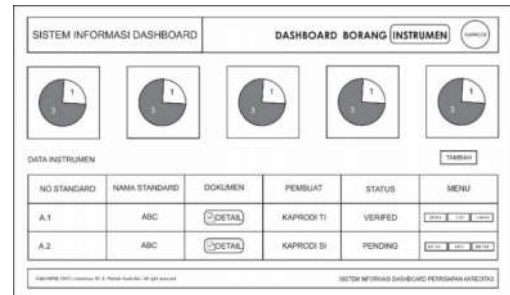 SISTEM INFORMASI DASHBOARD
DASHBOARD BORANG INSTRUMEN KAPRODI
1 3
1 3
1 3
1 3
1 3
DATA INSTRUMEN
TAMBAH
NO STANDARD NAMA STANDARD DOKUMEN PEMBUAT STATUS MENU
A.1 ABC DETAIL KAPRODI TI VERIFED
A.2 ABC DETAIL KAPRODI SI PENDING
SISTEM INFORMASI DASHBOARD PERSIAPAN AKREDITAS